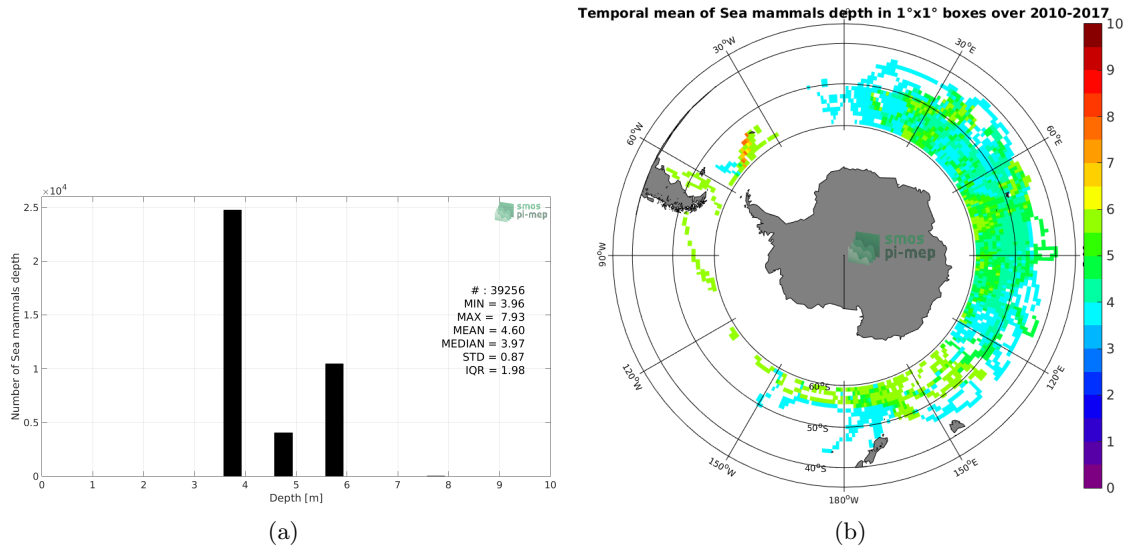 ×10⁴
2.5
2
1.5
1
0.5
0
Number of Sea mammals depth
smos
pi-mep
# : 39256
MIN = 3.96
MAX = 7.93
MEAN = 4.60
MEDIAN = 3.97
STD = 0.87
IQR = 1.98
0 1 2 3 4 5 6 7 8 9 10
Depth [m]
(a)
Temporal mean of Sea mammals depth in 1°x1° boxes over 2010-2017
30°W
30°E
60°W
60°E
90°W
120°W
120°E
150°W
150°E
180°W
60°S
50°S
40°S
smos
pi-mep
10
9
8
7
6
5
4
3
2
1
0
(b)